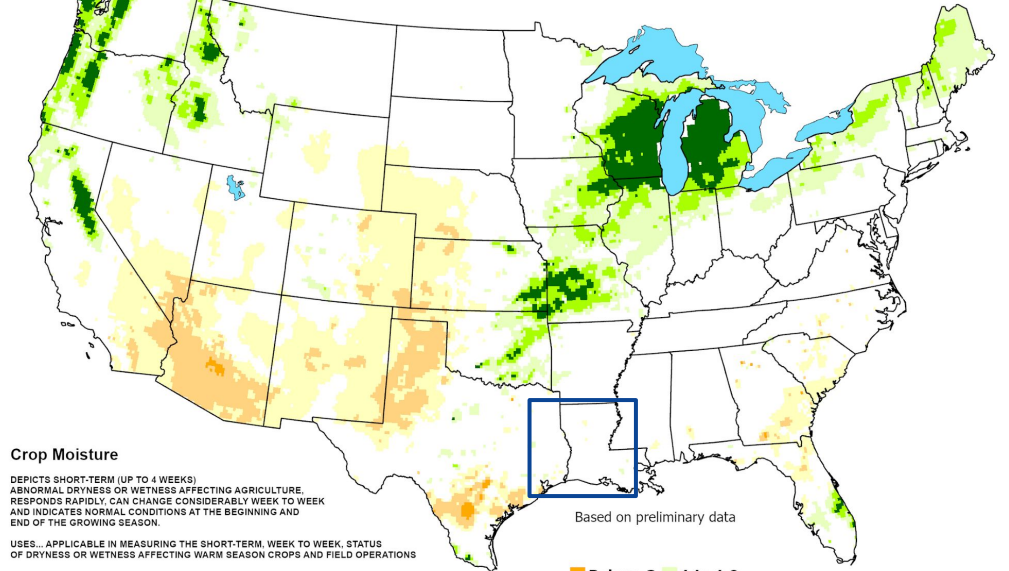 Crop Moisture
DEPICTS SHORT-TERM (UP TO 4 WEEKS)
ABNORMAL DRYNESS OR WETNESS AFFECTING AGRICULTURE,
RESPONDS RAPIDLY, CAN CHANGE CONSIDERABLY WEEK TO WEEK
AND INDICATES NORMAL CONDITIONS AT THE BEGINNING AND
END OF THE GROWING SEASON.
USES... APPLICABLE IN MEASURING THE SHORT-TERM, WEEK TO WEEK, STATUS
OF DRYNESS OR WETNESS AFFECTING WARM SEASON CROPS AND FIELD OPERATIONS
Based on preliminary data